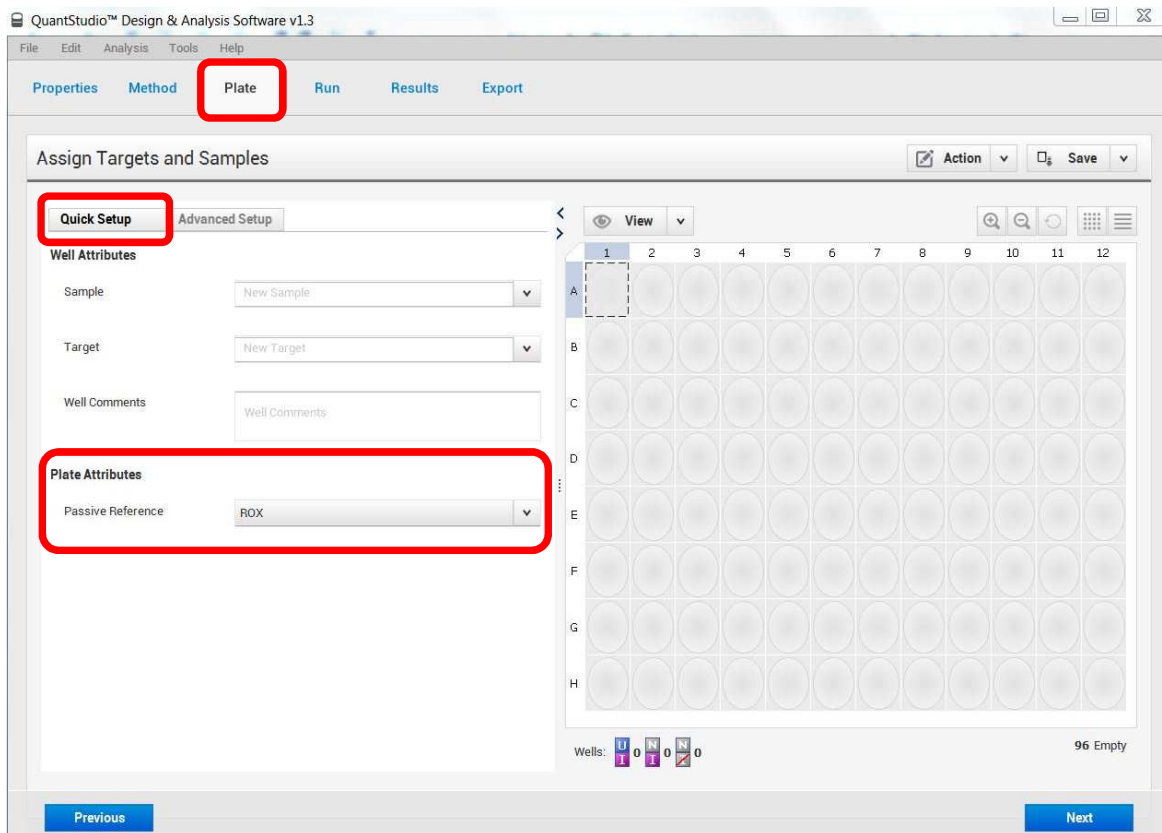 QuantStudio™ Design & Analysis Software v1.3
File Edit Analysis Tools Help
Properties Method Plate Run Results Export
Assign Targets and Samples
Action Save
Quick Setup Advanced Setup
View
Well Attributes
1 2 3 4 5 6 7 8 9 10 11 12
Sample New Sample
A
Target New Target
B
Well Comments Well Comments
C
D
Plate Attributes
Passive Reference ROX
E
F
G
H
Wells: U I 0 N I 0 N 0
96 Empty
Previous Next